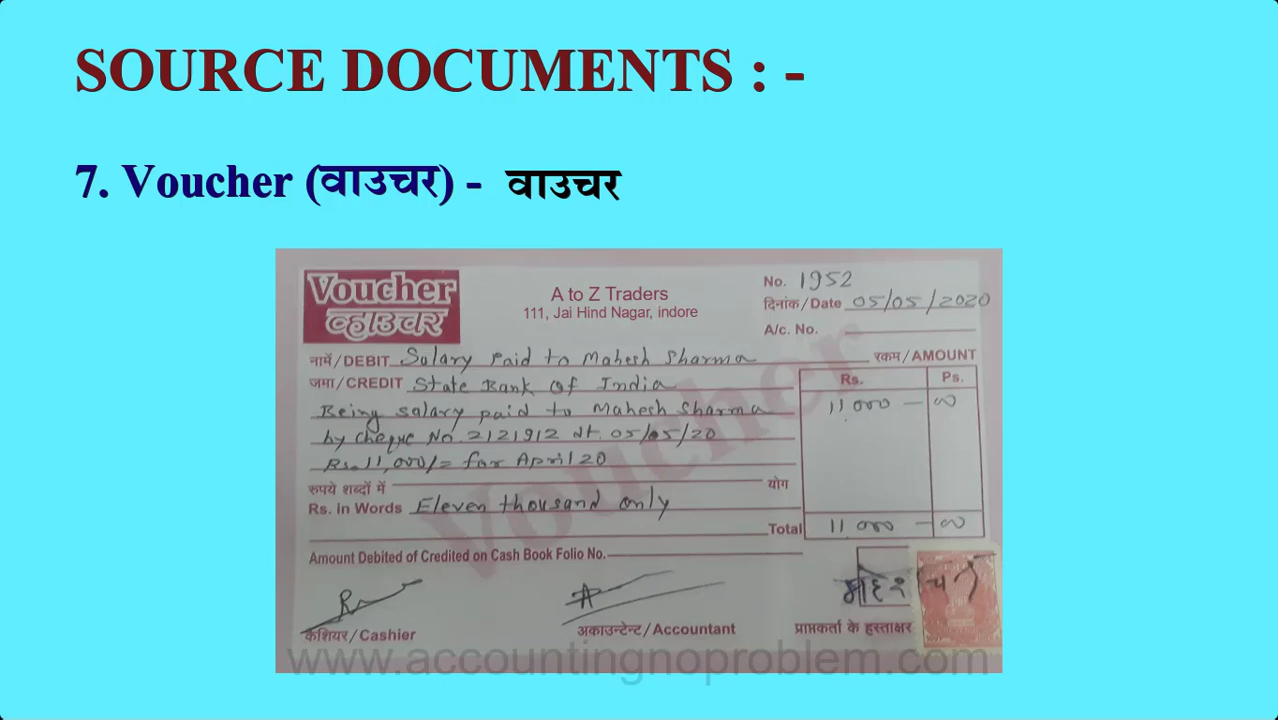 SOURCE DOCUMENTS : -
7. Voucher (वाउचर) - वाउचर
Voucher
व्हाउचर
A to Z Traders
111, Jai Hind Nagar, indore
No. 1952
दिनांक/Date 05/05/2020
A/c. No.
नामें/DEBIT Salary Paid to Mahesh Sharma
रकम/AMOUNT
जमा/CREDIT State Bank Of India
Rs. Ps.
Being salary paid to Mahesh Sharma
11,000 - 00
by cheque No. 2121912 dt. 05/05/20
Rs. 11,000/= for April 20
रुपये शब्दों में
योग
Rs. in Words Eleven thousand only
Total 11,000 - 00
Amount Debited of Credited on Cash Book Folio No.
कैशियर/Cashier
अकाउन्टेन्ट/Accountant
प्राप्तकर्ता के हस्ताक्षर
Voucher
www.accountingnoproblem.com